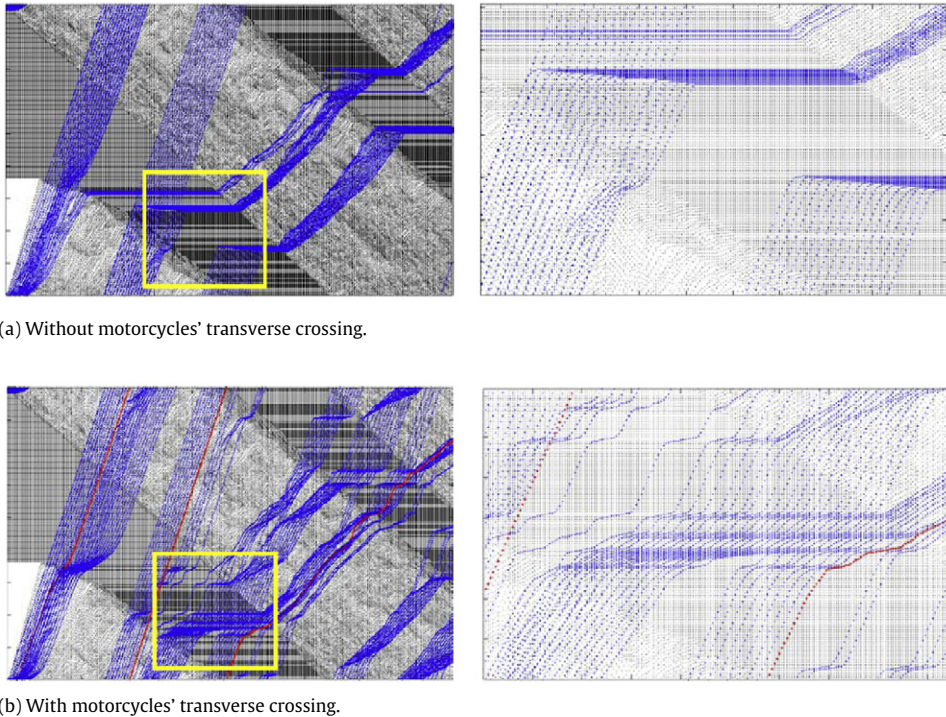 (a) Without motorcycles' transverse crossing.
(b) With motorcycles' transverse crossing.